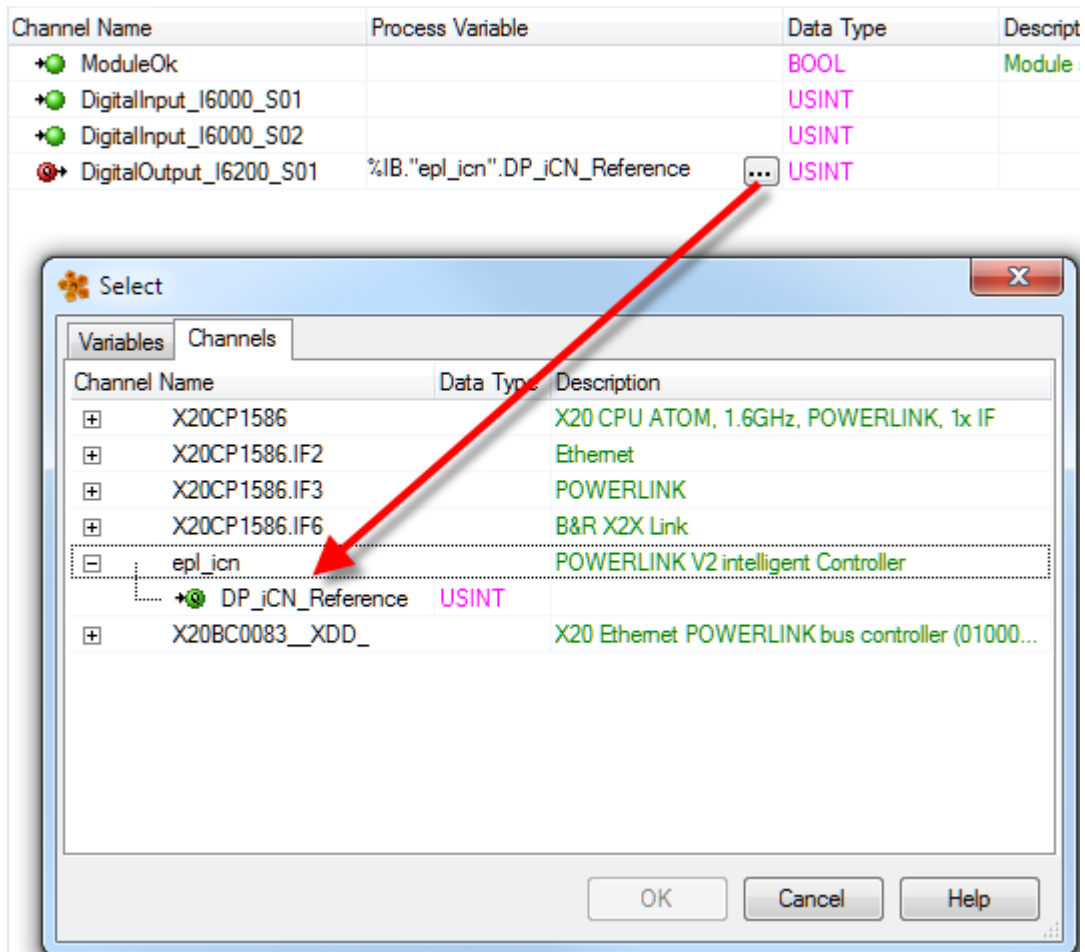 Channel Name Process Variable Data Type Descript
ModuleOk BOOL Module
DigitalInput_I6000_S01 USINT
DigitalInput_I6000_S02 USINT
DigitalOutput_I6200_S01 %IB."epl_icn".DP_iCN_Reference ... USINT
Select
Variables Channels
Channel Name Data Type Description
X20CP1586 X20 CPU ATOM, 1.6GHz, POWERLINK, 1x IF
X20CP1586.IF2 Ethernet
X20CP1586.IF3 POWERLINK
X20CP1586.IF6 B&R X2X Link
epl_icn POWERLINK V2 intelligent Controller
DP_iCN_Reference USINT
X20BC0083__XDD_ X20 Ethernet POWERLINK bus controller (01000...
OK Cancel Help